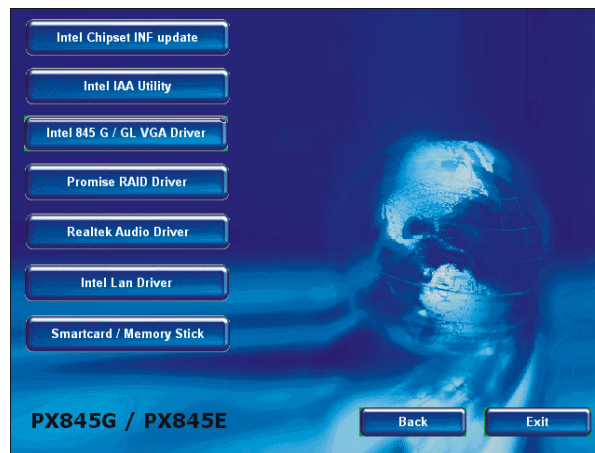 Intel Chipset INF update
Intel IAA Utility
Intel 845 G / GL VGA Driver
Promise RAID Driver
Realtek Audio Driver
Intel Lan Driver
Smartcard / Memory Stick
PX845G / PX845E
Back
Exit